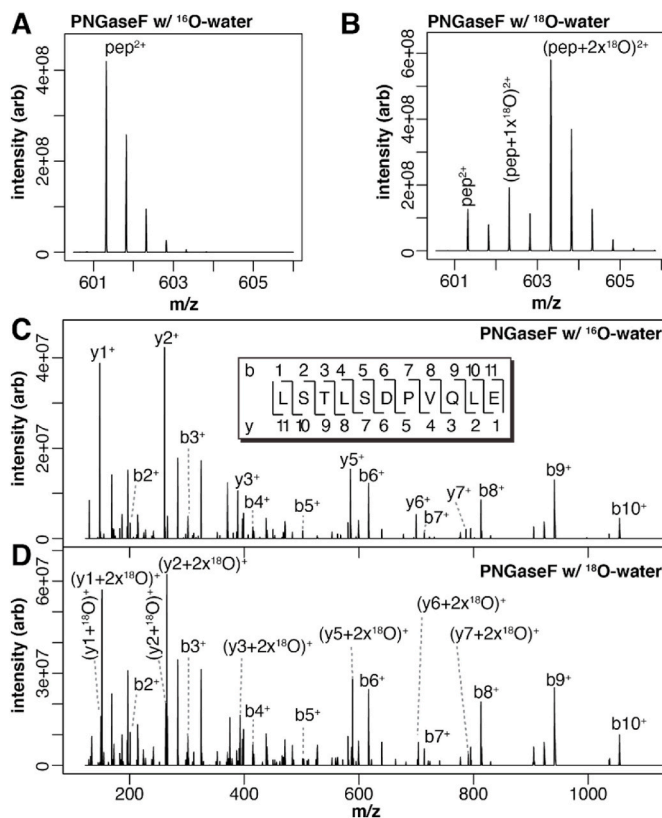 A
PNGaseF w/ ¹⁶O-water
pep²⁺
intensity (arb)
0 2e+08 4e+08
601 603 605
m/z
B
PNGaseF w/ ¹⁸O-water
(pep+2x¹⁸O)²⁺
(pep+1x¹⁸O)²⁺
pep²⁺
intensity (arb)
0 2e+08 4e+08 6e+08
601 603 605
m/z
C
PNGaseF w/ ¹⁶O-water
intensity (arb)
0 2e+07 4e+07
y1⁺ y2⁺
b 1 2 3 4 5 6 7 8 9 10 11
L S T L S D P V Q L E
y 11 10 9 8 7 6 5 4 3 2 1
b2⁺ b3⁺ y3⁺ b4⁺ b5⁺ y5⁺ b6⁺ y6⁺ b7⁺ y7⁺ b8⁺ b9⁺ b10⁺
D
PNGaseF w/ ¹⁸O-water
intensity (arb)
0 3e+07 6e+07
(y1+2x¹⁸O)⁺ (y2+2x¹⁸O)⁺
(y1+¹⁸O)⁺ (y2+¹⁸O)⁺
(y3+2x¹⁸O)⁺ (y5+2x¹⁸O)⁺ (y6+2x¹⁸O)⁺ (y7+2x¹⁸O)⁺
b2⁺ b3⁺ b4⁺ b5⁺ b6⁺ b7⁺ b8⁺ b9⁺ b10⁺
200 400 600 800 1000
m/z